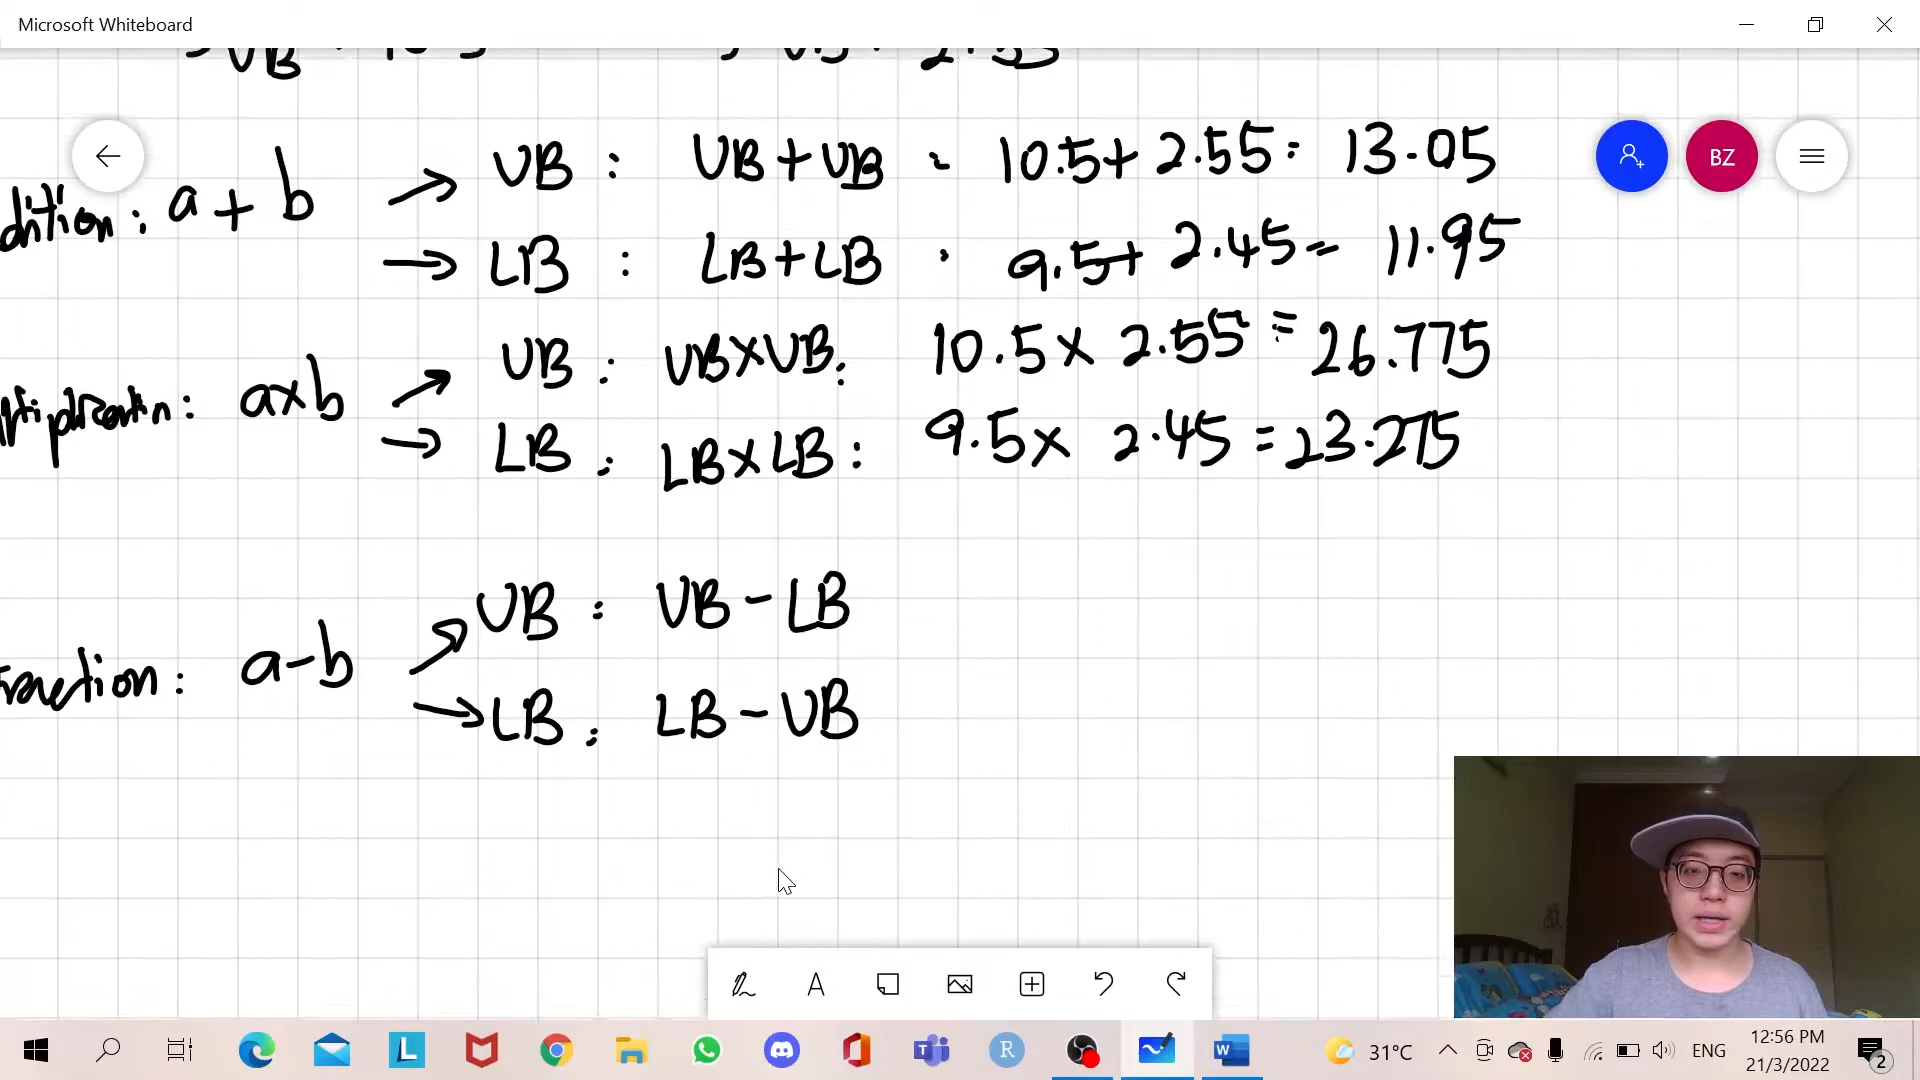 Microsoft Whiteboard
UB
BZ
a + b → UB : UB + UB = 10.5 + 2.55 = 13.05
→ LB : LB + LB : 9.5 + 2.45 = 11.95
a x b → UB : UB x UB : 10.5 x 2.55 = 26.775
→ LB : LB x LB : 9.5 x 2.45 = 23.275
a - b → UB : UB - LB
→ LB : LB - UB
31°C
ENG
12:56 PM
21/3/2022
2